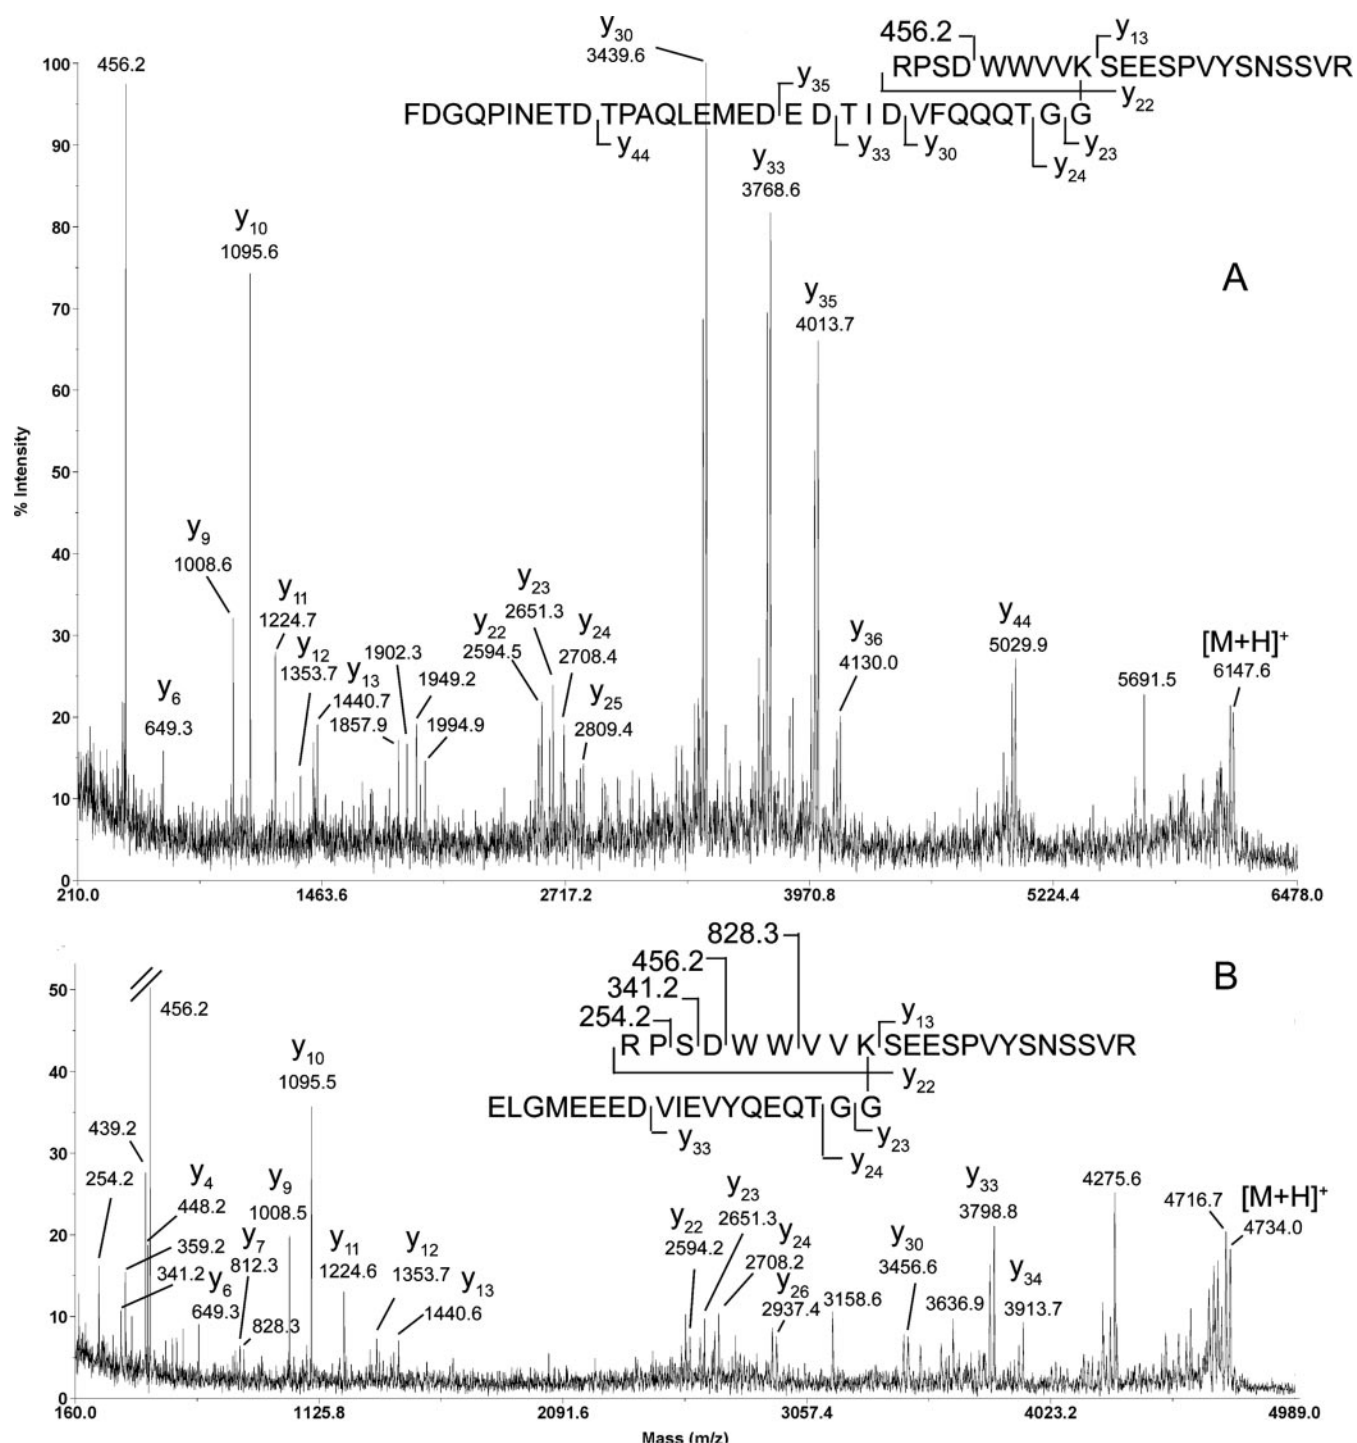 y30
3439.6
456.2
456.2
y13
RPSDWWVVKSEESPVYSNSSVR
y35
y22
FDGQPINETDTPAQLEMEDEDTIDVFQQQTGG
y44
y33
y30
y23
y24
y33
3768.6
y10
1095.6
A
y35
4013.7
y9
1008.6
y11
1224.7
y12
1353.7
y13
1440.7
1857.9
1902.3
1949.2
1994.9
y22
2594.5
y23
2651.3
y24
2708.4
y25
2809.4
y36
4130.0
y44
5029.9
5691.5
[M+H]+
6147.6
y6
649.3
% Intensity
100
90
80
70
60
50
40
30
20
10
0
210.0 1463.6 2717.2 3970.8 5224.4 6478.0
828.3
456.2
341.2
254.2
B
y13
RPSDWWVVKSEESPVYSNSSVR
y22
ELGMEEEDVIEVYQEQTGG
y33
y23
y24
456.2
y10
1095.5
439.2
254.2
y4
448.2
359.2
341.2
y6
649.3
y7
812.3
828.3
y9
1008.5
y11
1224.6
y12
1353.7
y13
1440.6
y22
2594.2
y23
2651.3
y24
2708.2
y26
2937.4
3158.6
y30
3456.6
3636.9
y33
3798.8
y34
3913.7
4275.6
4716.7
[M+H]+
4734.0
50
40
30
20
10
0
160.0 1125.8 2091.6 3057.4 4023.2 4989.0
Mass (m/z)